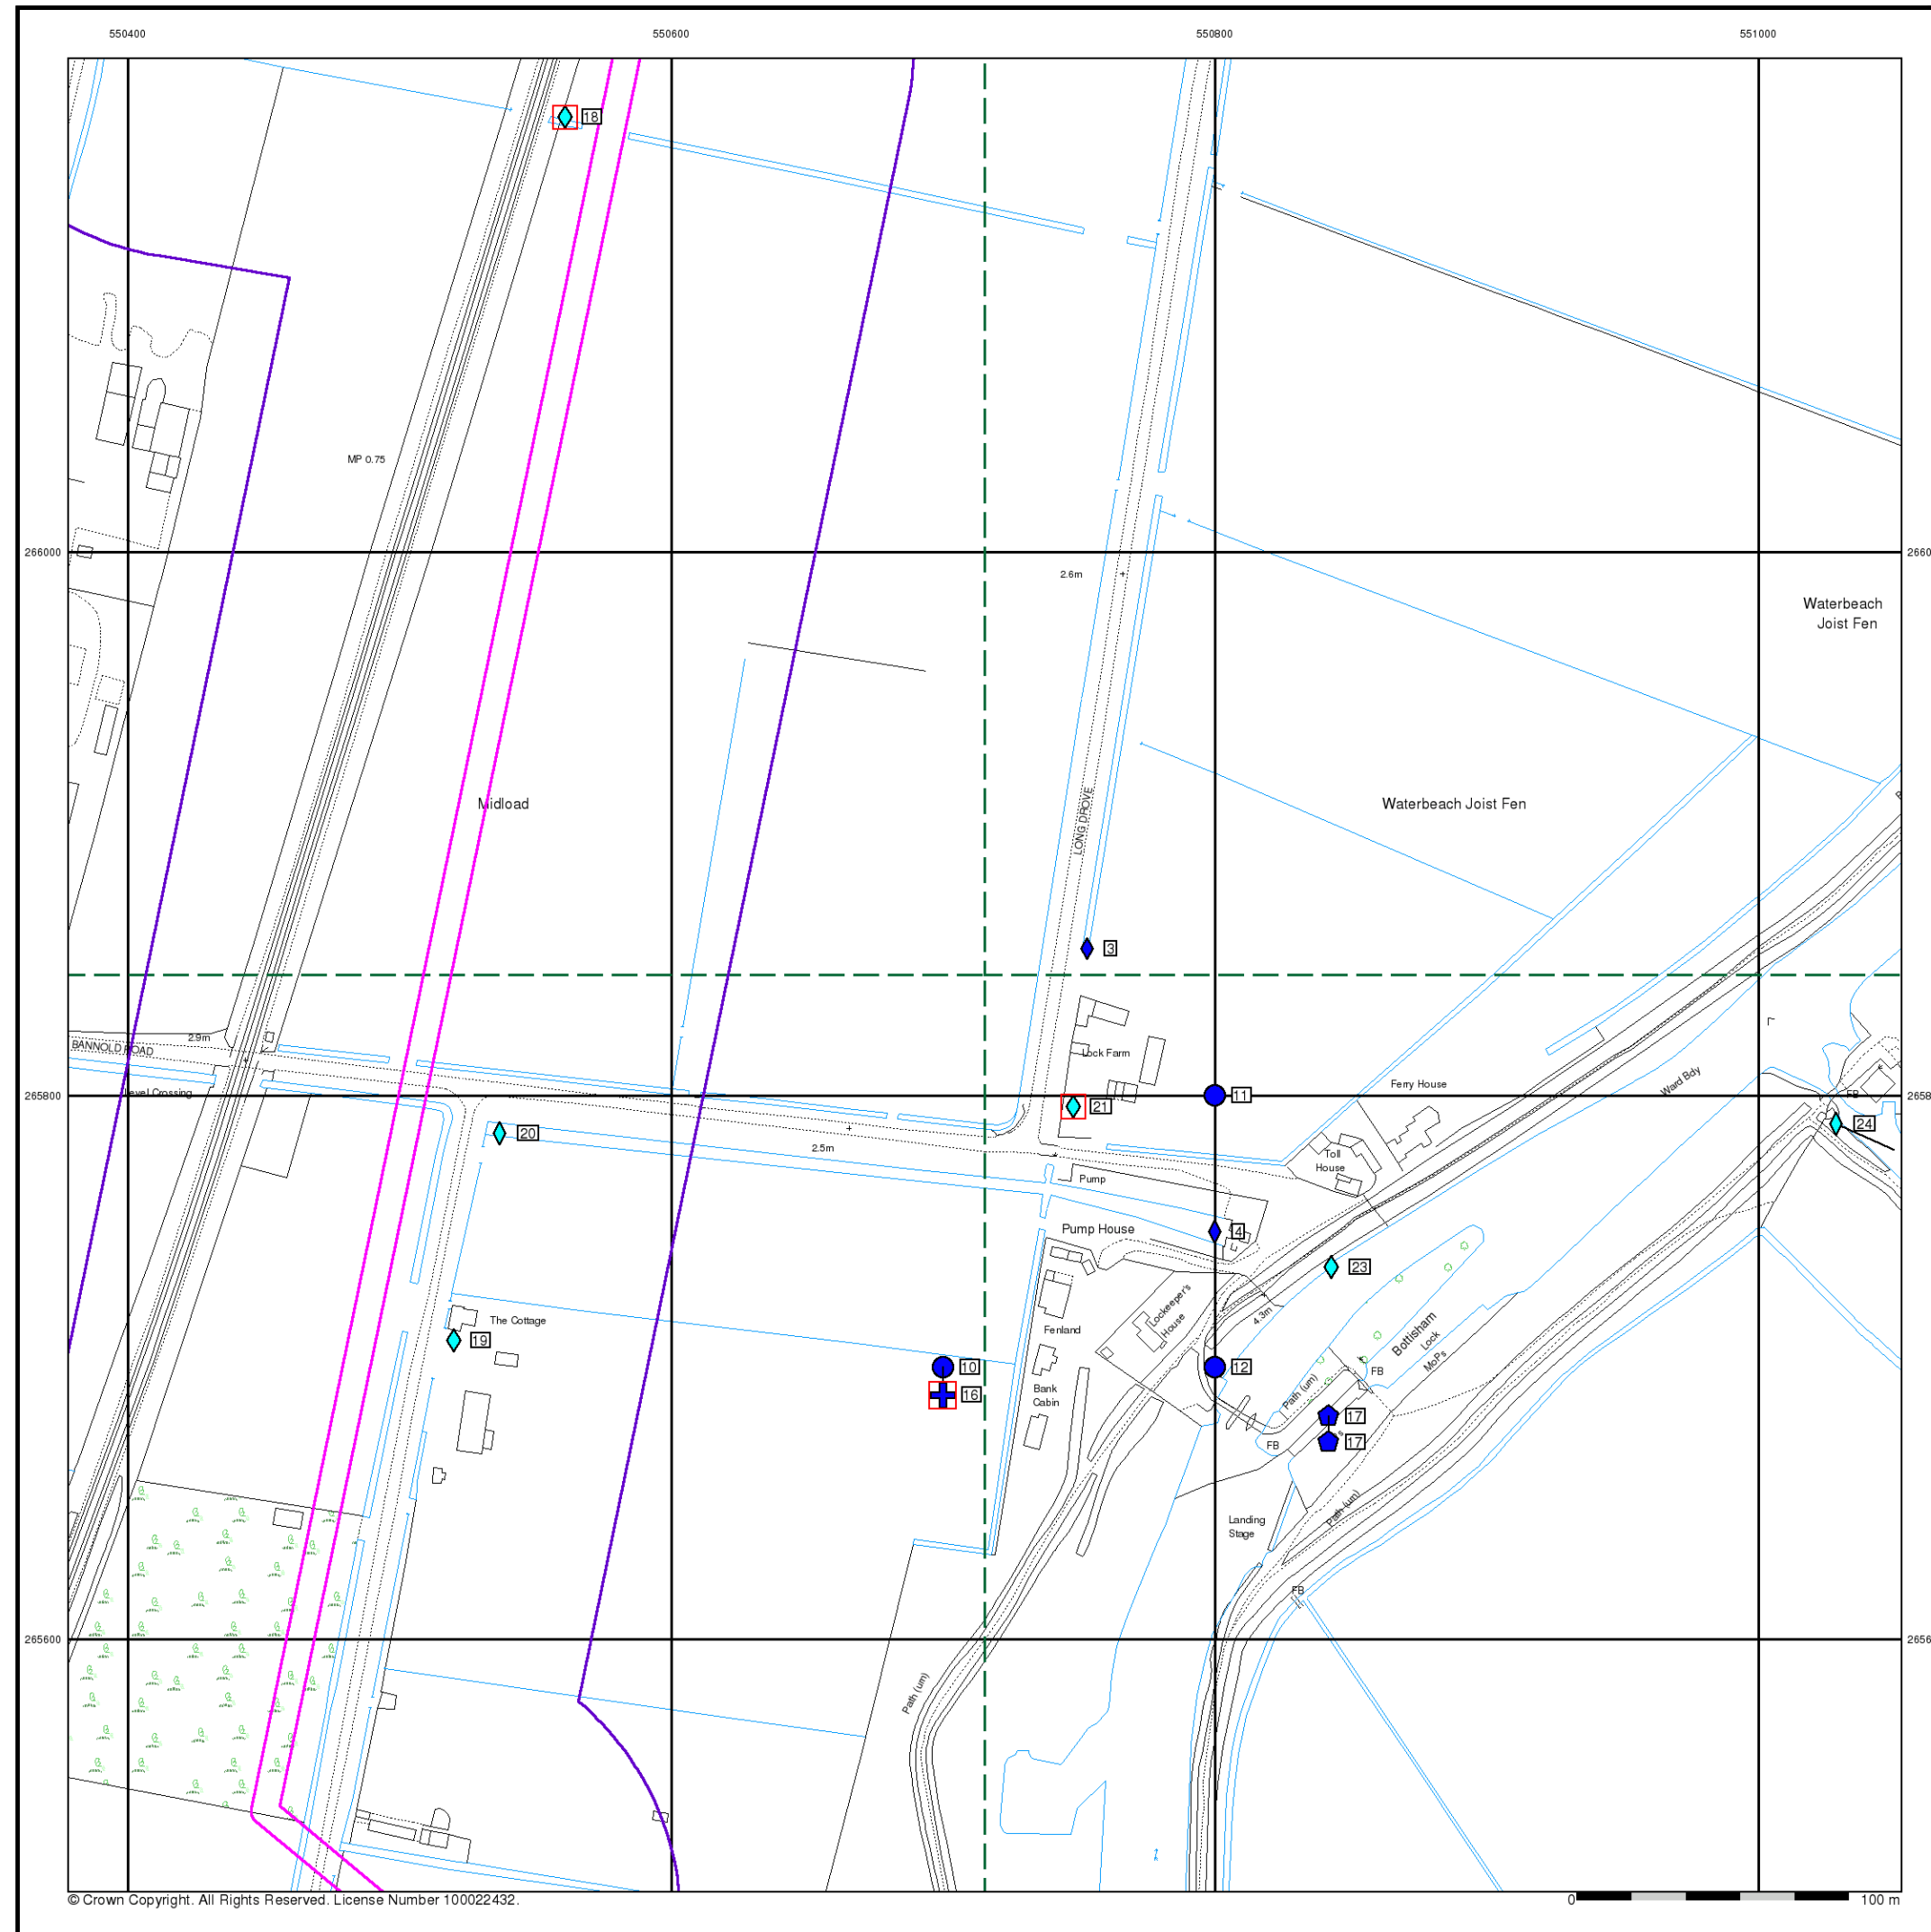 550400 550600 550800 551000
18
MP 0.75
266000
2660
2.6m
Waterbeach
Joist Fen
Midload
LONG DROVE
Waterbeach Joist Fen
3
BANNOLD ROAD
2.9m
Lock Farm
Level Crossing
265800
11
Ferry House
Ward Bdy
FB
2658
21
20
2.5m
24
Toll
House
Pump
Pump House
4
23
The Cottage
19
Lockeeper's
House
4.3m
Fenland
Bottisham
Lock
MoPs
10
12
FB
16
Bank
Cabin
Path (um)
17
FB
17
Landing
Stage
Path (um)
FB
265600
2656
Path (um)
© Crown Copyright. All Rights Reserved. License Number 100022432.
0 100 m